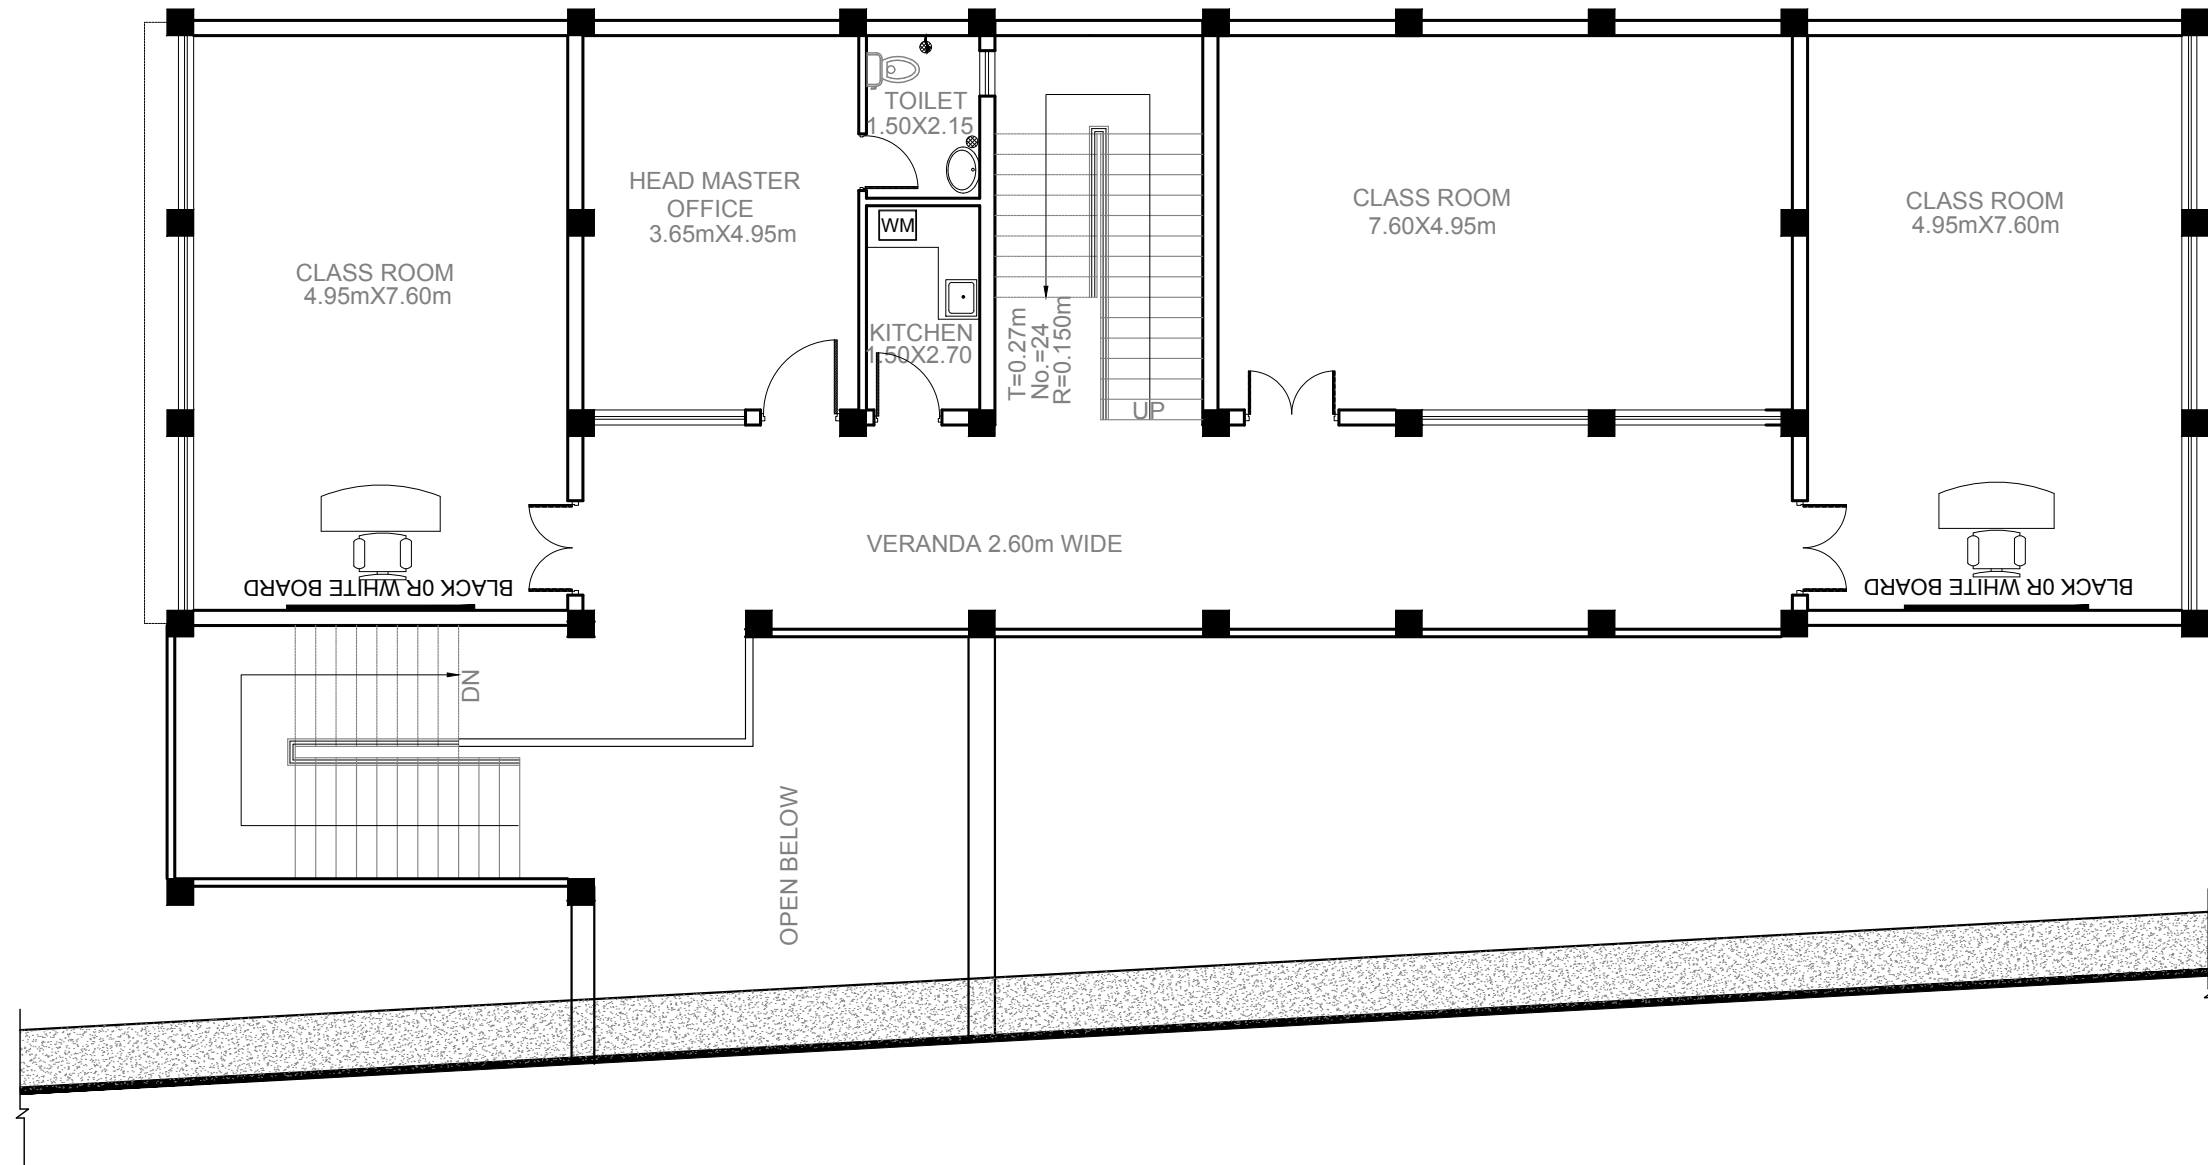 TOILET
1.50X2.15
HEAD MASTER
OFFICE
3.65mX4.95m
WM
CLASS ROOM
7.60X4.95m
CLASS ROOM
4.95mX7.60m
CLASS ROOM
4.95mX7.60m
KITCHEN
1.50X2.70
T=0.27m
No.=24
R=0.150m
UP
VERANDA 2.60m WIDE
BLACK 0R WHITE BOARD
BLACK 0R WHITE BOARD
DN
OPEN BELOW